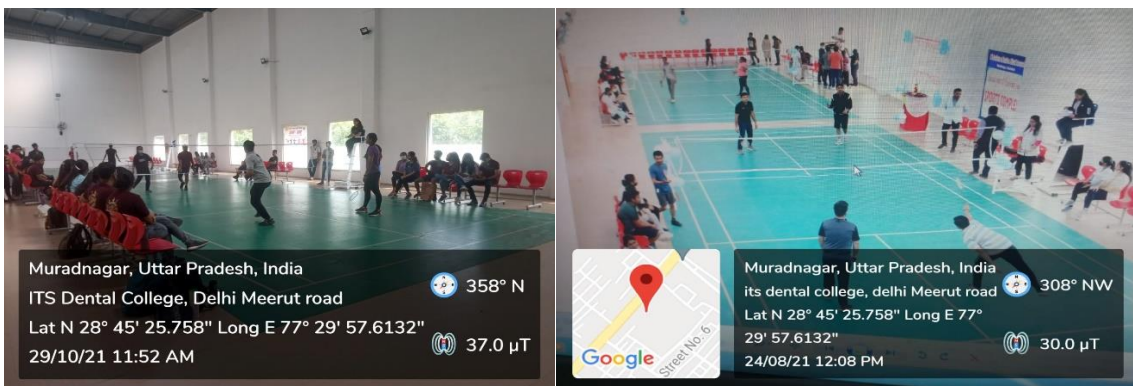 Muradnagar, Uttar Pradesh, India
ITS Dental College, Delhi Meerut road
Lat N 28° 45' 25.758" Long E 77° 29' 57.6132"
29/10/21 11:52 AM
358° N
37.0 µT
Google
Street No. 6
Muradnagar, Uttar Pradesh, India
its dental college, delhi Meerut road
Lat N 28° 45' 25.758" Long E 77°
29' 57.6132"
24/08/21 12:08 PM
308° NW
30.0 µT